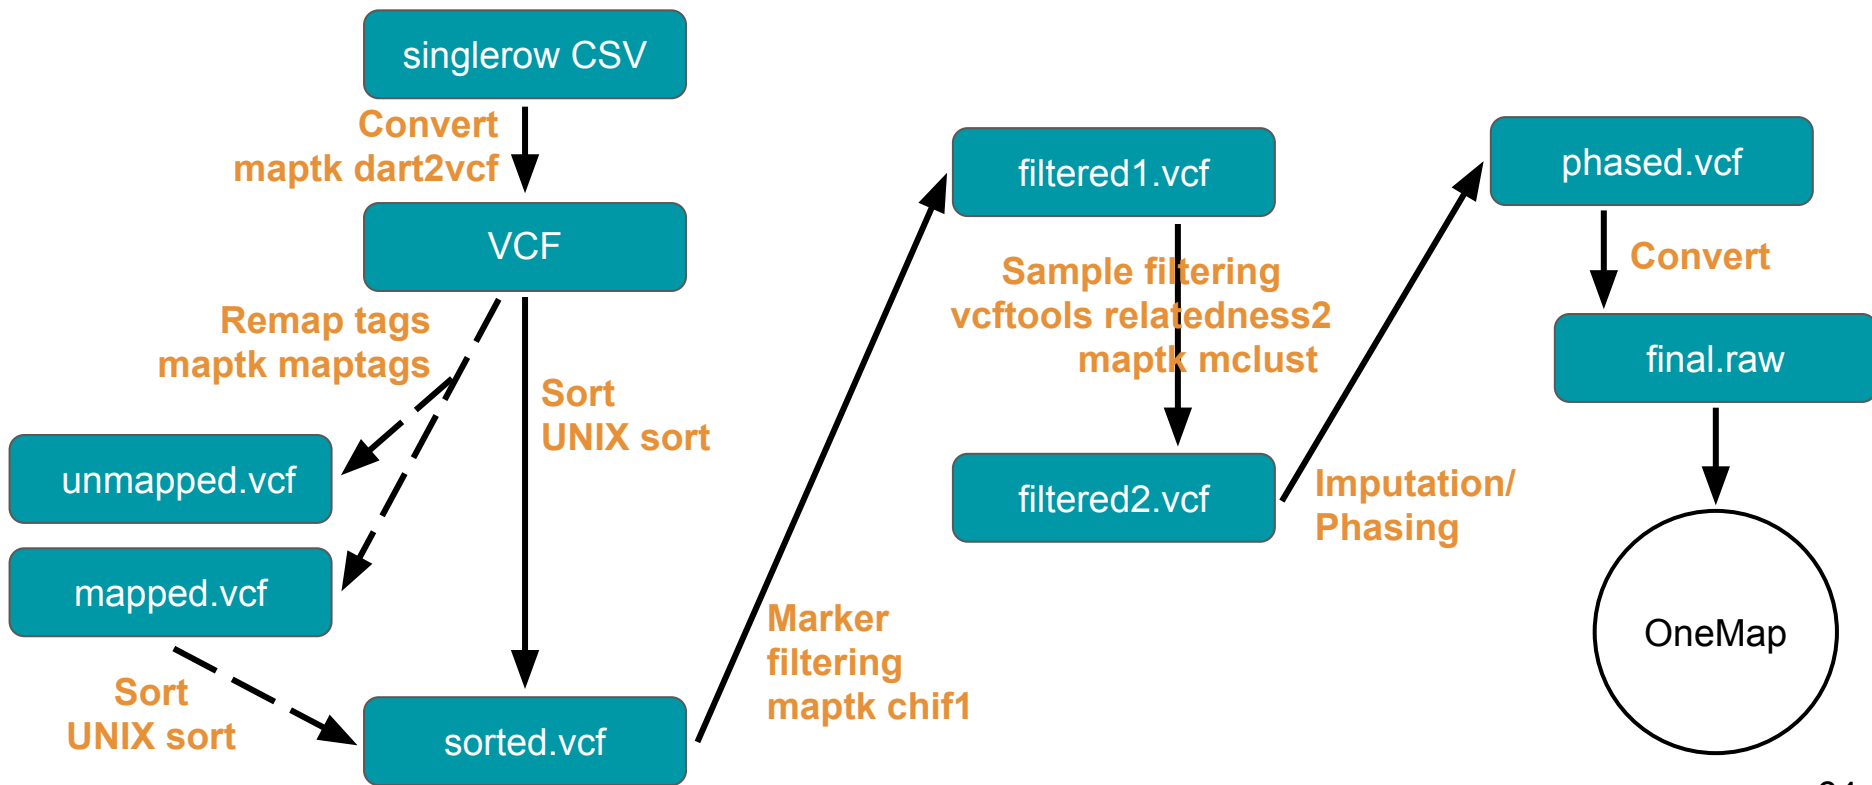 singlerow CSV
Convert
maptk dart2vcf
VCF
Remap tags
maptk maptags
Sort
UNIX sort
unmapped.vcf
mapped.vcf
Sort
UNIX sort
sorted.vcf
Marker
filtering
maptk chif1
filtered1.vcf
Sample filtering
vcftools relatedness2
maptk mclust
filtered2.vcf
Imputation/
Phasing
phased.vcf
Convert
final.raw
OneMap